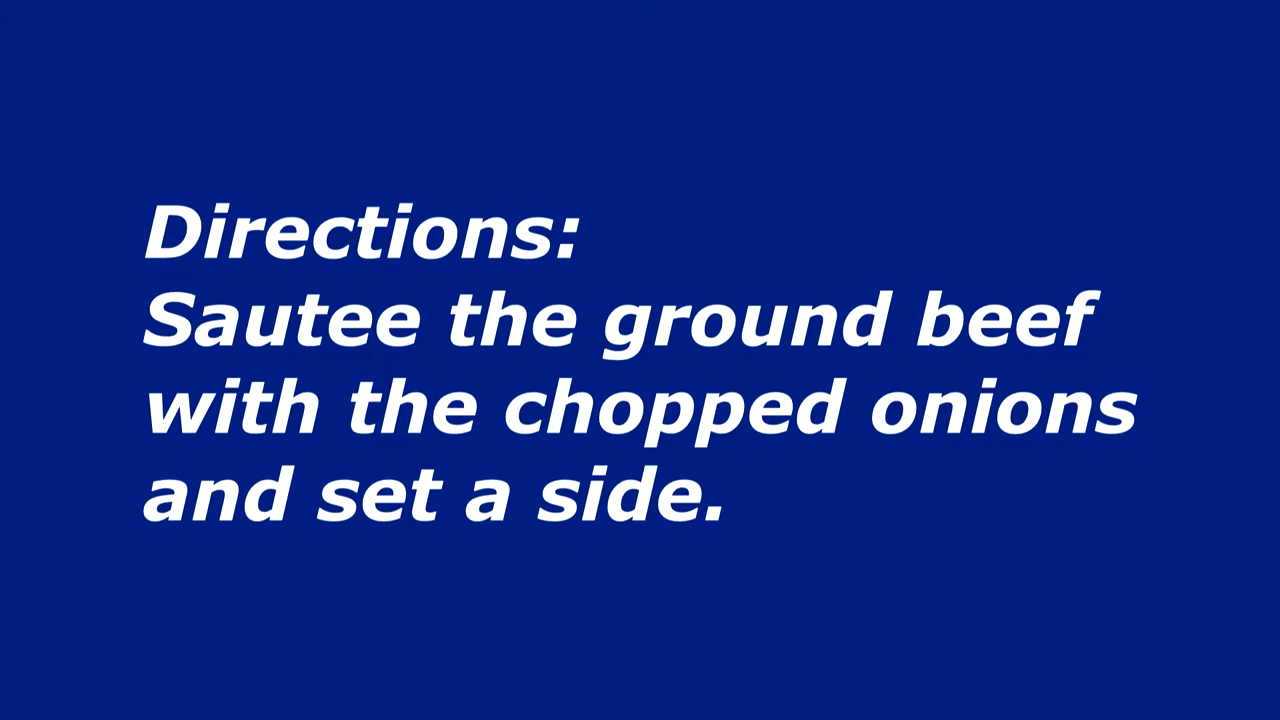 Directions:
Sautee the ground beef
with the chopped onions
and set a side.